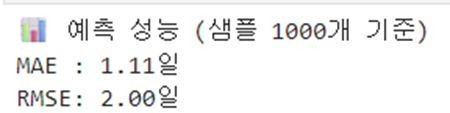 📊 예측 성능 (샘플 1000개 기준)
MAE : 1.11일
RMSE: 2.00일